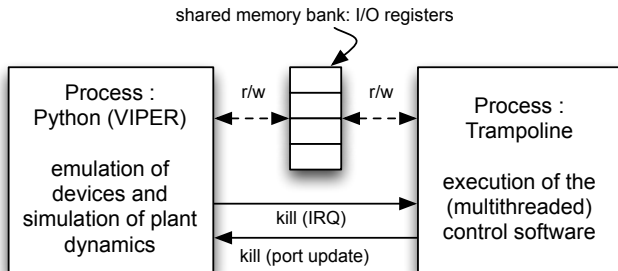 shared memory bank: I/O registers
Process :
Python (VIPER)
emulation of
devices and
simulation of plant
dynamics
r/w
r/w
kill (IRQ)
kill (port update)
Process :
Trampoline
execution of the
(multithreaded)
control software